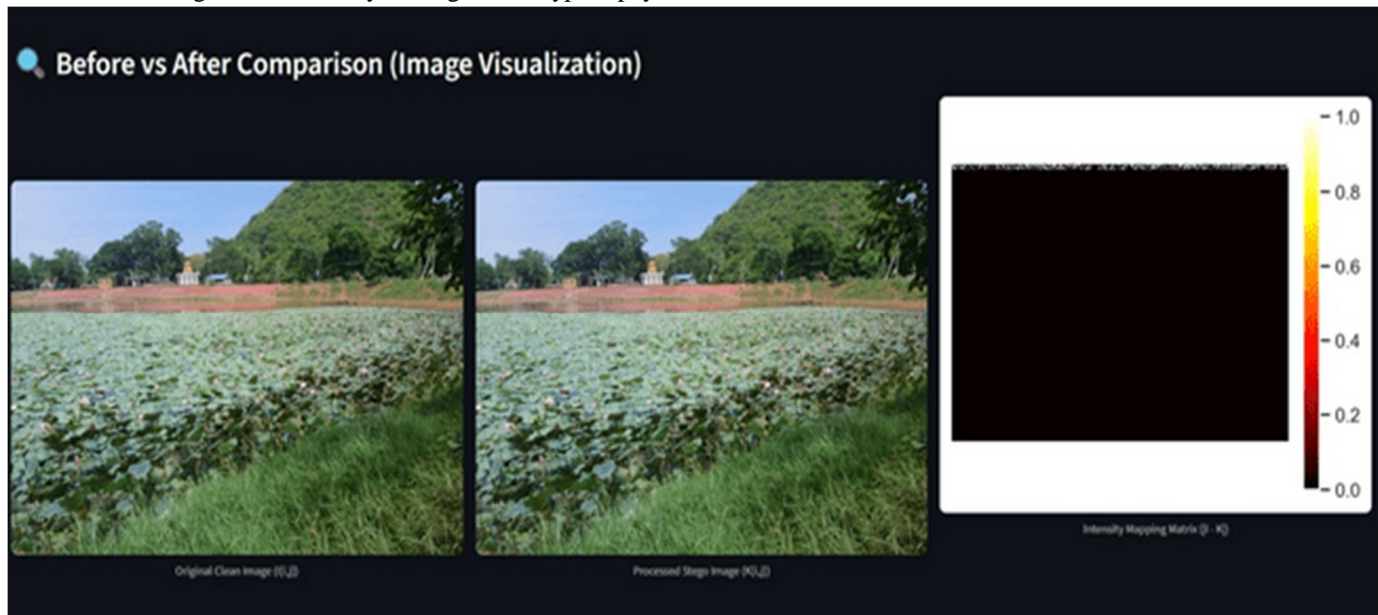 Before vs After Comparison (Image Visualization)
1.0
0.8
0.6
0.4
0.2
0.0
Intensity Mapping Matrix (I - K)
Original Clean Image (I(i,j))
Processed Stego Image (K(i,j))